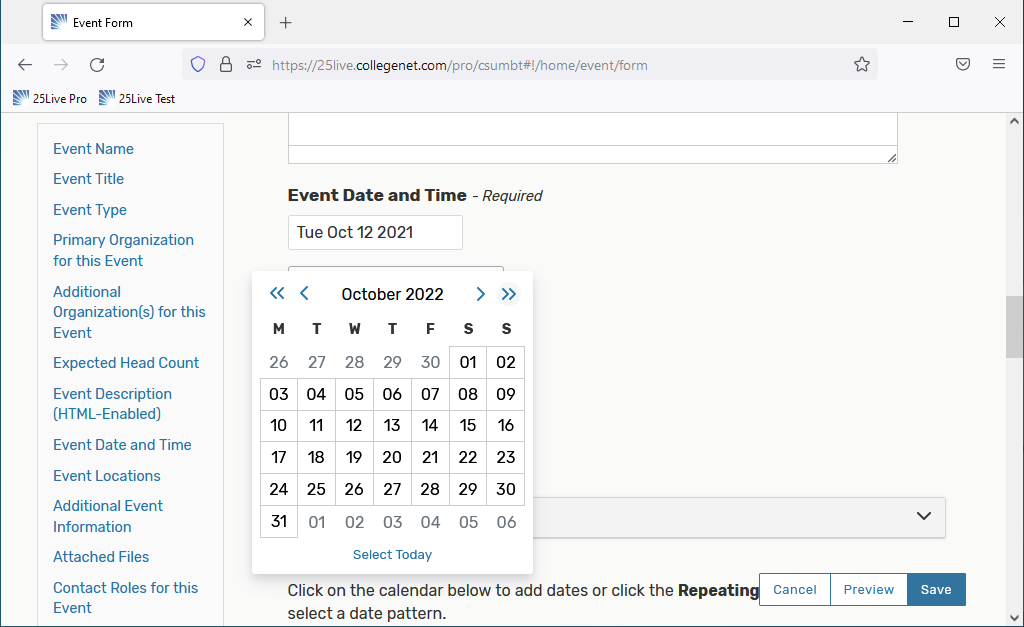 Event Form
https://25live.collegenet.com/pro/csumbt#!/home/event/form
25Live Pro 25Live Test
Event Name
Event Title
Event Type
Primary Organization
for this Event
Additional
Organization(s) for this
Event
Expected Head Count
Event Description
(HTML-Enabled)
Event Date and Time
Event Locations
Additional Event
Information
Attached Files
Contact Roles for this
Event
Event Date and Time - Required
Tue Oct 12 2021
October 2022
M T W T F S S
26 27 28 29 30 01 02
03 04 05 06 07 08 09
10 11 12 13 14 15 16
17 18 19 20 21 22 23
24 25 26 27 28 29 30
31 01 02 03 04 05 06
Select Today
Click on the calendar below to add dates or click the Repeating
select a date pattern.
Cancel Preview Save